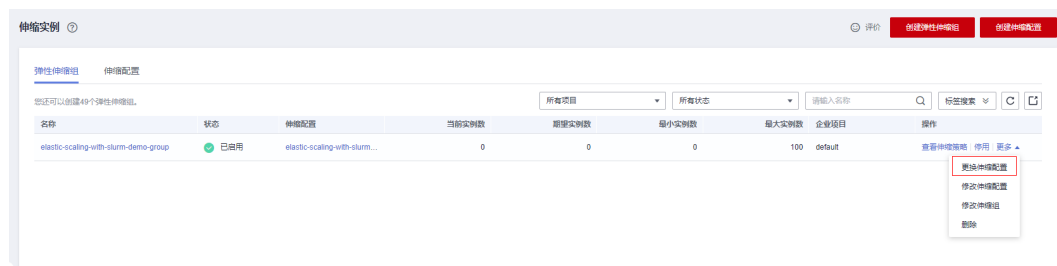 伸缩实例 ?
评价 创建弹性伸缩组 创建伸缩配置
弹性伸缩组 伸缩配置
您还可以创建49个弹性伸缩组。 所有项目 所有状态 请输入名称 标签搜索
名称 状态 伸缩配置 当前实例数 期望实例数 最小实例数 最大实例数 企业项目 操作
elastic-scaling-with-slurm-demo-group 已启用 elastic-scaling-with-slurm... 0 0 0 100 default 查看伸缩策略 停用 更多
更换伸缩配置
修改伸缩配置
修改伸缩组
删除